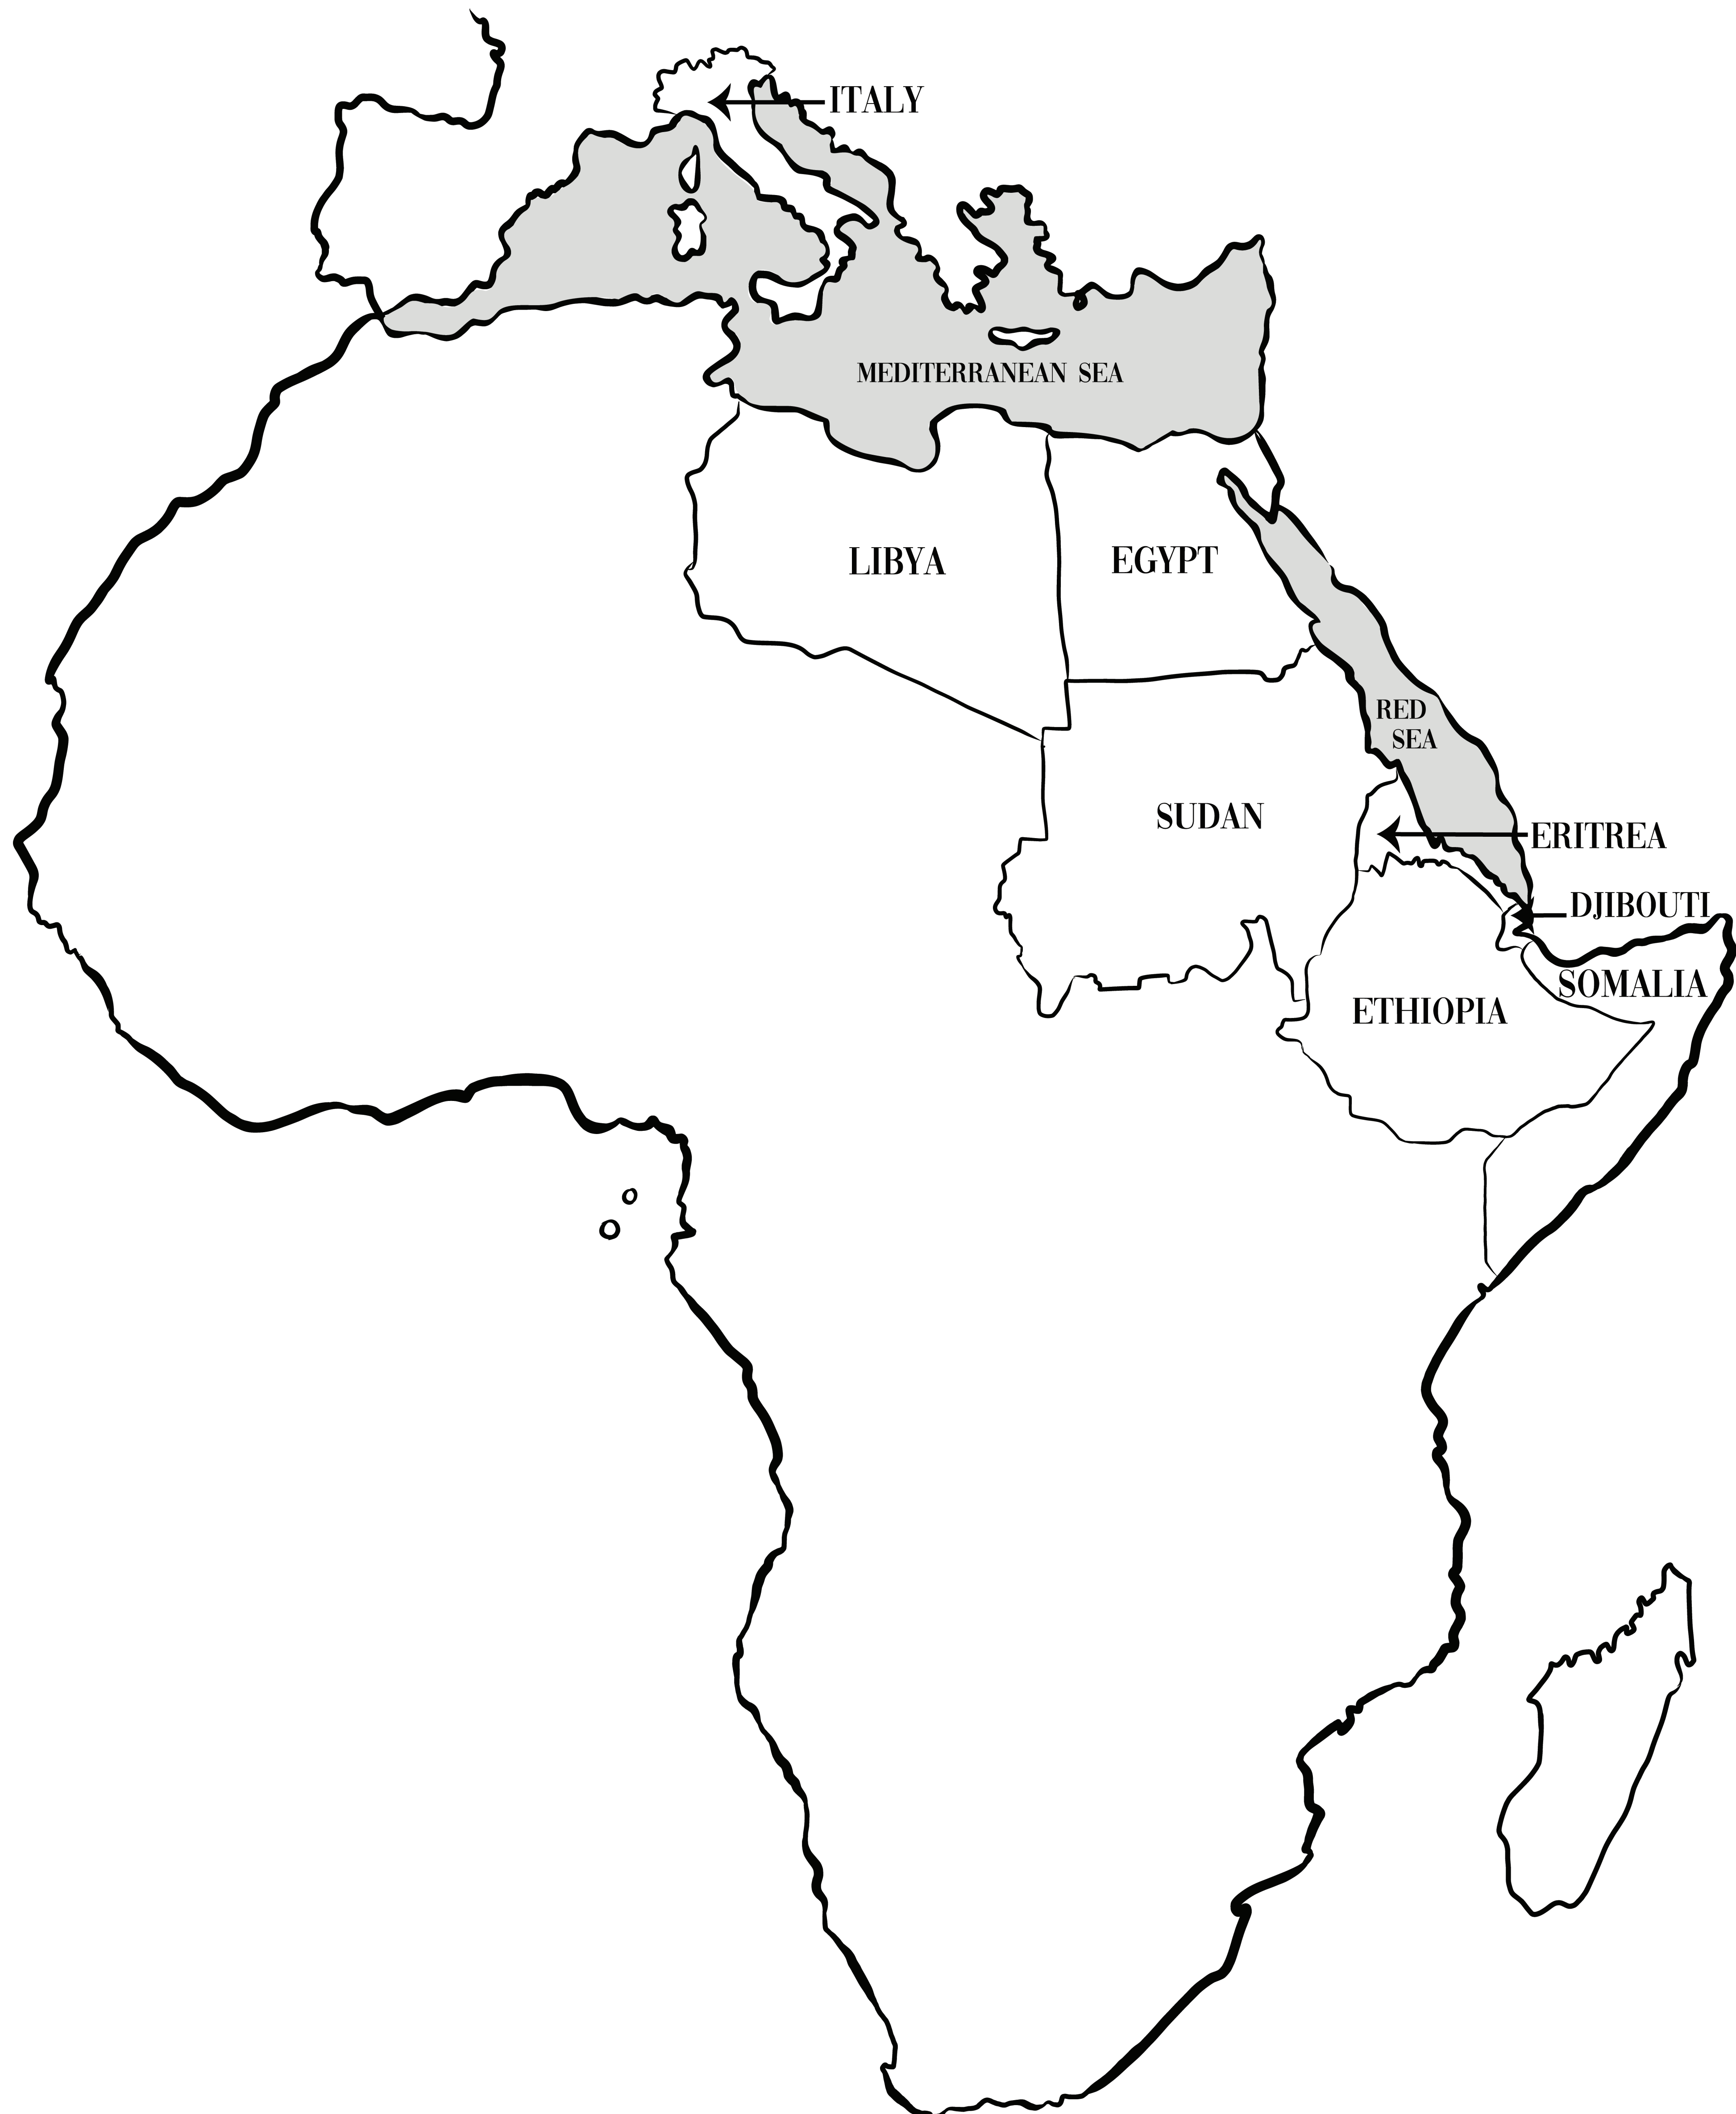 ITALY
MEDITERRANEAN SEA
LIBYA
EGYPT
RED
SEA
SUDAN
ERITREA
DJIBOUTI
SOMALIA
ETHIOPIA